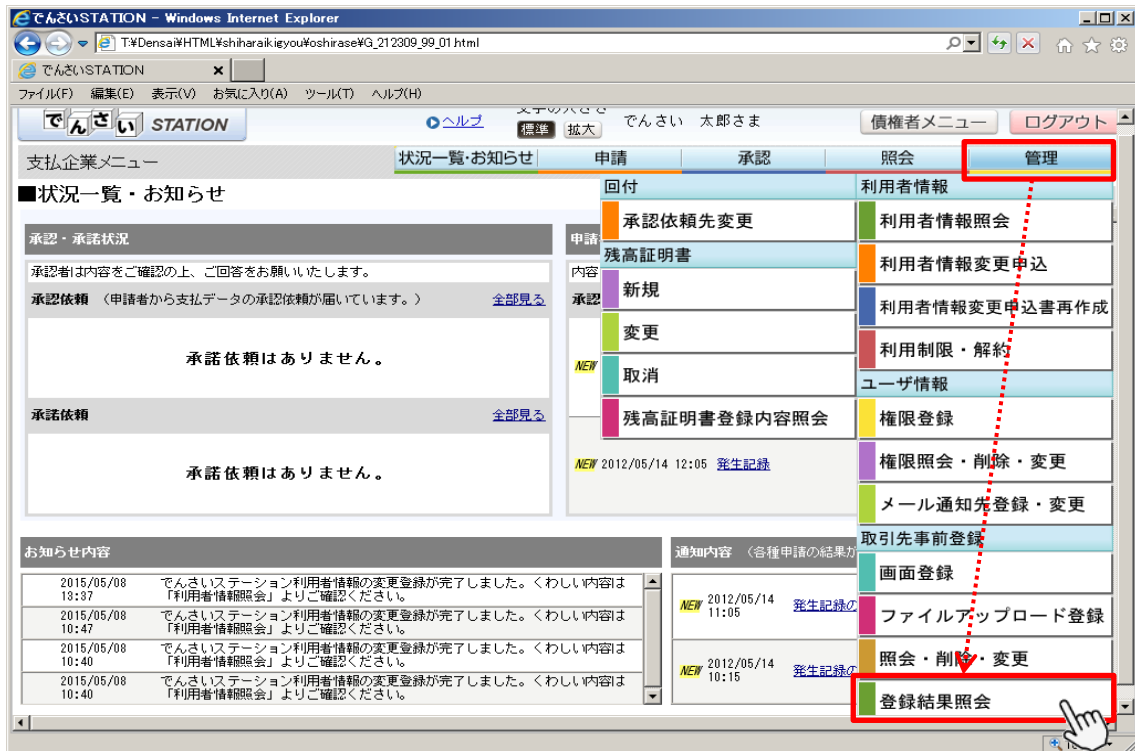 でんさいSTATION - Windows Internet Explorer
T:¥Densai¥HTML¥shiharaikigyou¥oshirase¥G_212309_99_01.html
でんさいSTATION
ファイル(F) 編集(E) 表示(V) お気に入り(A) ツール(T) ヘルプ(H)
でんさい STATION
ヘルプ
標準 拡大
でんさい 太郎さま
債権者メニュー
ログアウト
支払企業メニュー
状況一覧・お知らせ
申請
承認
照会
管理
■状況一覧・お知らせ
回付
承認依頼先変更
残高証明書
新規
変更
取消
残高証明書登録内容照会
利用者情報
利用者情報照会
利用者情報変更申込
利用者情報変更申込書再作成
利用制限・解約
ユーザ情報
権限登録
権限照会・削除・変更
メール通知先登録・変更
取引先事前登録
画面登録
ファイルアップロード登録
照会・削除・変更
登録結果照会
承認・承諾状況
承認者は内容をご確認の上、ご回答をお願いいたします。
承認依頼 （申請者から支払データの承認依頼が届いています。） 全部見る
承諾依頼はありません。
承諾依頼 全部見る
承諾依頼はありません。
申請
内容
承認
NEW
NEW 2012/05/14 12:05 発生記録
お知らせ内容
2015/05/08 13:37 でんさいステーション利用者情報の変更登録が完了しました。くわしい内容は
「利用者情報照会」よりご確認ください。
2015/05/08 10:47 でんさいステーション利用者情報の変更登録が完了しました。くわしい内容は
「利用者情報照会」よりご確認ください。
2015/05/08 10:40 でんさいステーション利用者情報の変更登録が完了しました。くわしい内容は
「利用者情報照会」よりご確認ください。
2015/05/08 10:40 でんさいステーション利用者情報の変更登録が完了しました。くわしい内容は
「利用者情報照会」よりご確認ください。
通知内容 （各種申請の結果が
NEW 2012/05/14 11:05 発生記録の
NEW 2012/05/14 10:15 発生記録の